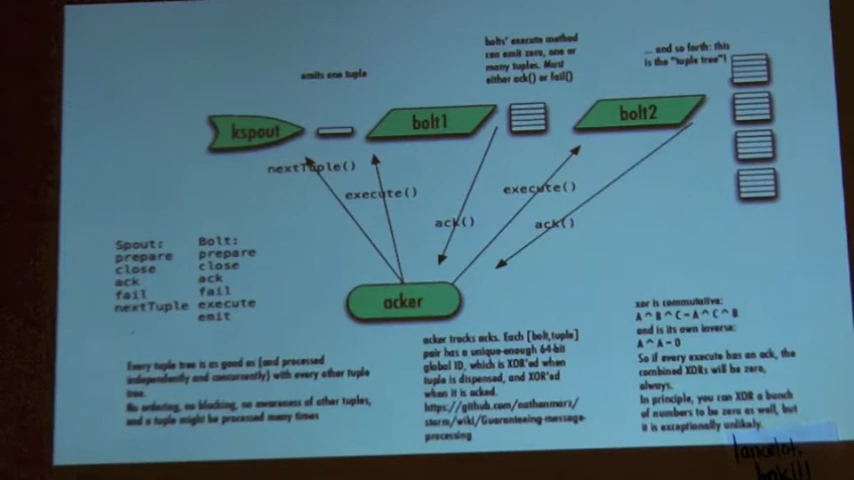 emits one tuple
bolts' execute method
can emit zero, one or
many tuples. Must
either ack() or fail()
... and so forth: this
is the "tuple tree"!
kspout
bolt1
bolt2
nextTuple()
execute()
ack()
execute()
ack()
Spout:
prepare
close
ack
fail
nextTuple
Bolt:
prepare
close
ack
fail
execute
emit
acker
Every tuple tree is as good as (and processed
independently and concurrently) with every other tuple
tree.
No ordering, no blocking, no awareness of other tuples,
and a tuple might be processed many times
acker tracks acks. Each [bolt,tuple]
pair has a unique-enough 64-bit
global ID, which is XOR'ed when
tuple is dispensed, and XOR'ed
when it is acked.
https://github.com/nathanmarz/
storm/wiki/Guaranteeing-message-
processing
xor is commutative:
A^B^C=A^C^B
and is its own inverse:
A^A=0
So if every execute has an ack, the
combined XORs will be zero,
always.
In principle, you can XOR a bunch
of numbers to be zero as well, but
it is exceptionally unlikely.
lancelot.